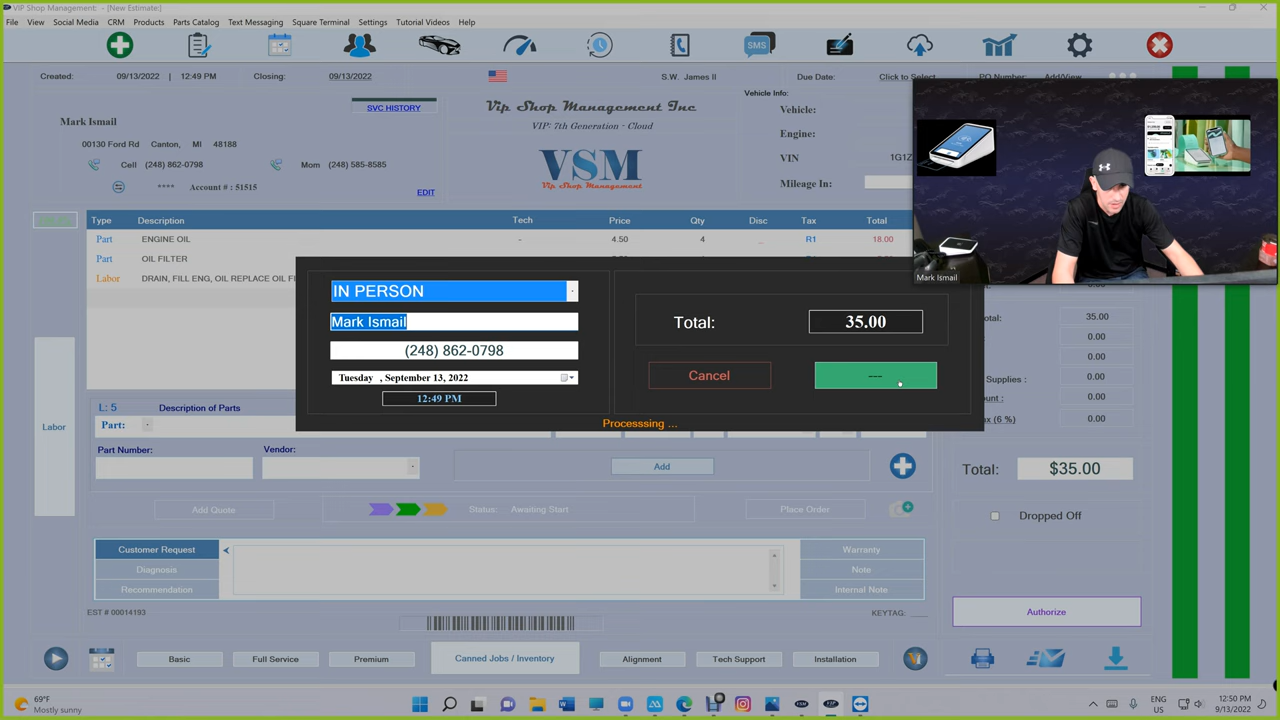 VIP Shop Management: - [New Estimate:]
File View Social Media CRM Products Parts Catalog Text Messaging Square Terminal Settings Tutorial Videos Help
SMS
Created: 09/13/2022 | 12:49 PM Closing: 09/13/2022 S.W. James II Due Date: Click to Select PO Number: Add/View
SVC HISTORY
Vip Shop Management Inc
VIP: 7th Generation - Cloud
VSM
Vip Shop Management
Vehicle Info:
Vehicle:
Engine:
VIN 1G1Z
Mileage In:
Mark Ismail
00130 Ford Rd Canton, MI 48188
Cell (248) 862-0798 Mom (248) 585-8585
**** Account # : 51515
EDIT
Mark Ismail
Type Description Tech Price Qty Disc Tax Total
Part ENGINE OIL - 4.50 4 _ R1 18.00
Part OIL FILTER
Labor DRAIN, FILL ENG, OIL REPLACE OIL FI
IN PERSON
Mark Ismail
(248) 862-0798
Tuesday , September 13, 2022
12:49 PM
Total: 35.00
Cancel ---
Processsing ...
otal: 35.00
0.00
0.00
Supplies : 0.00
ount : 0.00
ax (6 %) 0.00
Labor
L: 5 Description of Parts
Part:
Part Number: Vendor:
Add
Total: $35.00
Add Quote Status: Awaiting Start Place Order
Dropped Off
Customer Request
Diagnosis
Recommendation
Warranty
Note
Internal Note
EST # 00014193 KEYTAG: ____
Authorize
Basic Full Service Premium Canned Jobs / Inventory Alignment Tech Support Installation
69°F
Mostly sunny
ENG
US
12:50 PM
9/13/2022